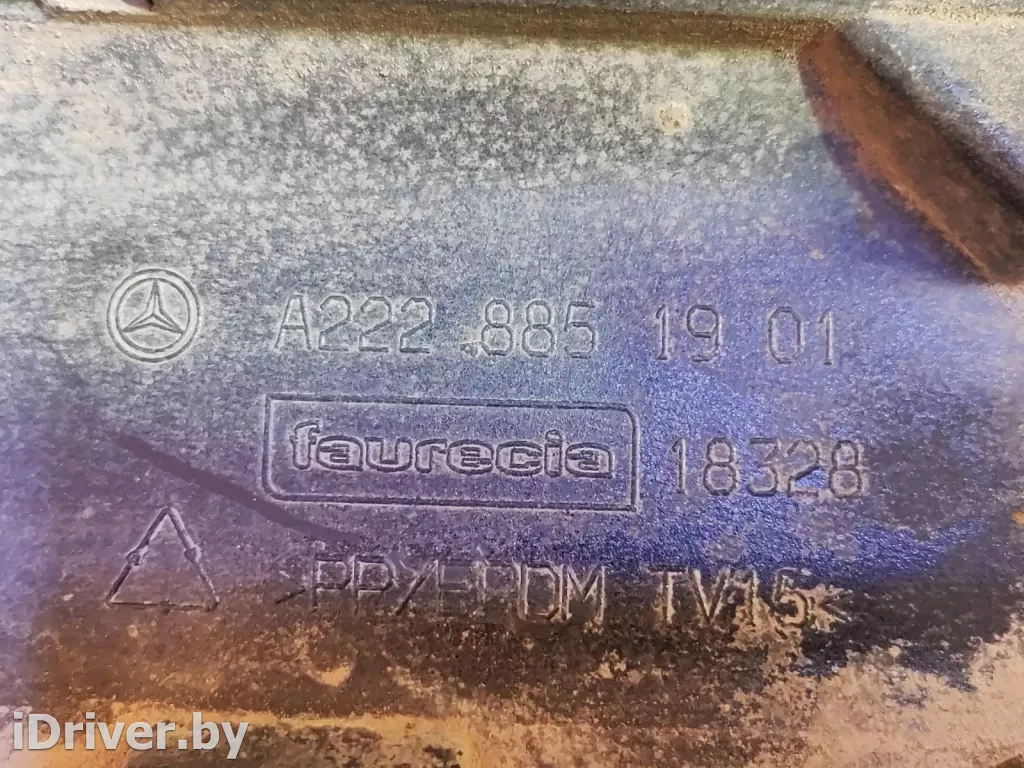 A222 885 19 01
faurecia 18328
>PP/EPDM TV15<
iDriver.by